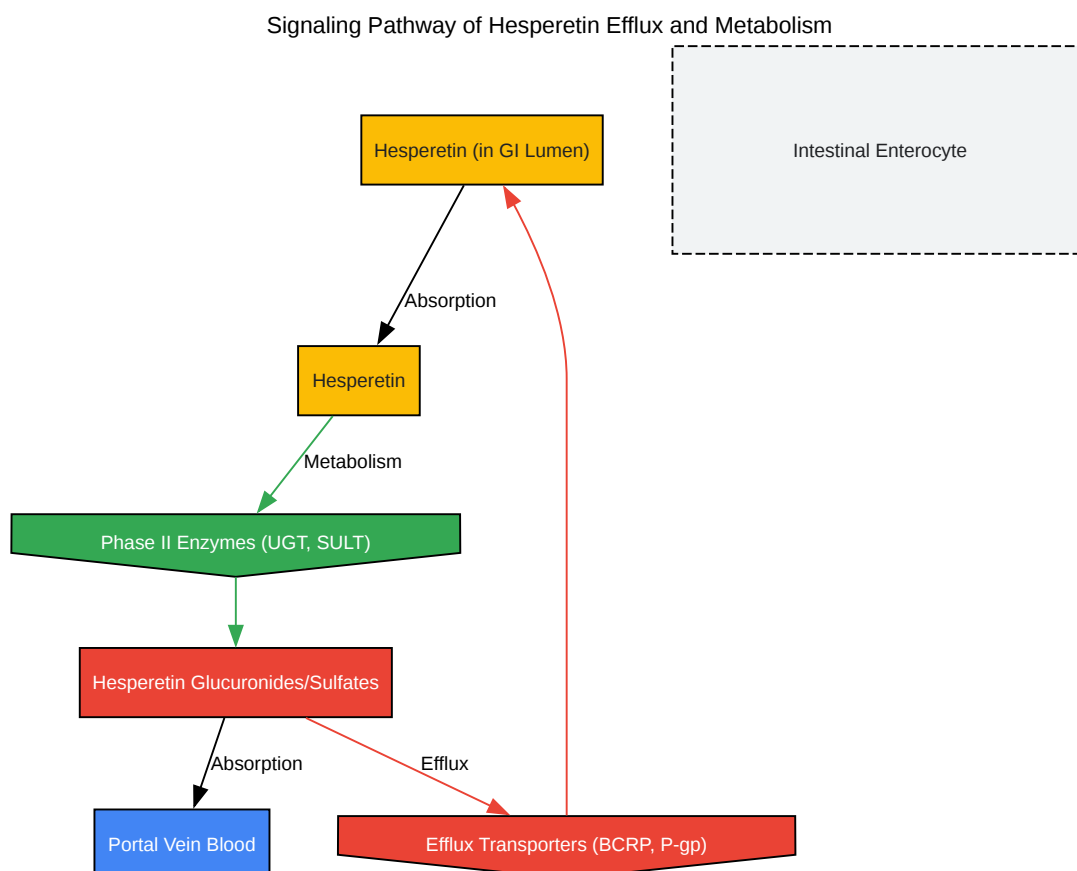 Signaling Pathway of Hesperetin Efflux and Metabolism
Hesperetin (in GI Lumen)
Intestinal Enterocyte
Absorption
Hesperetin
Metabolism
Phase II Enzymes (UGT, SULT)
Hesperetin Glucuronides/Sulfates
Absorption
Efflux
Portal Vein Blood
Efflux Transporters (BCRP, P-gp)